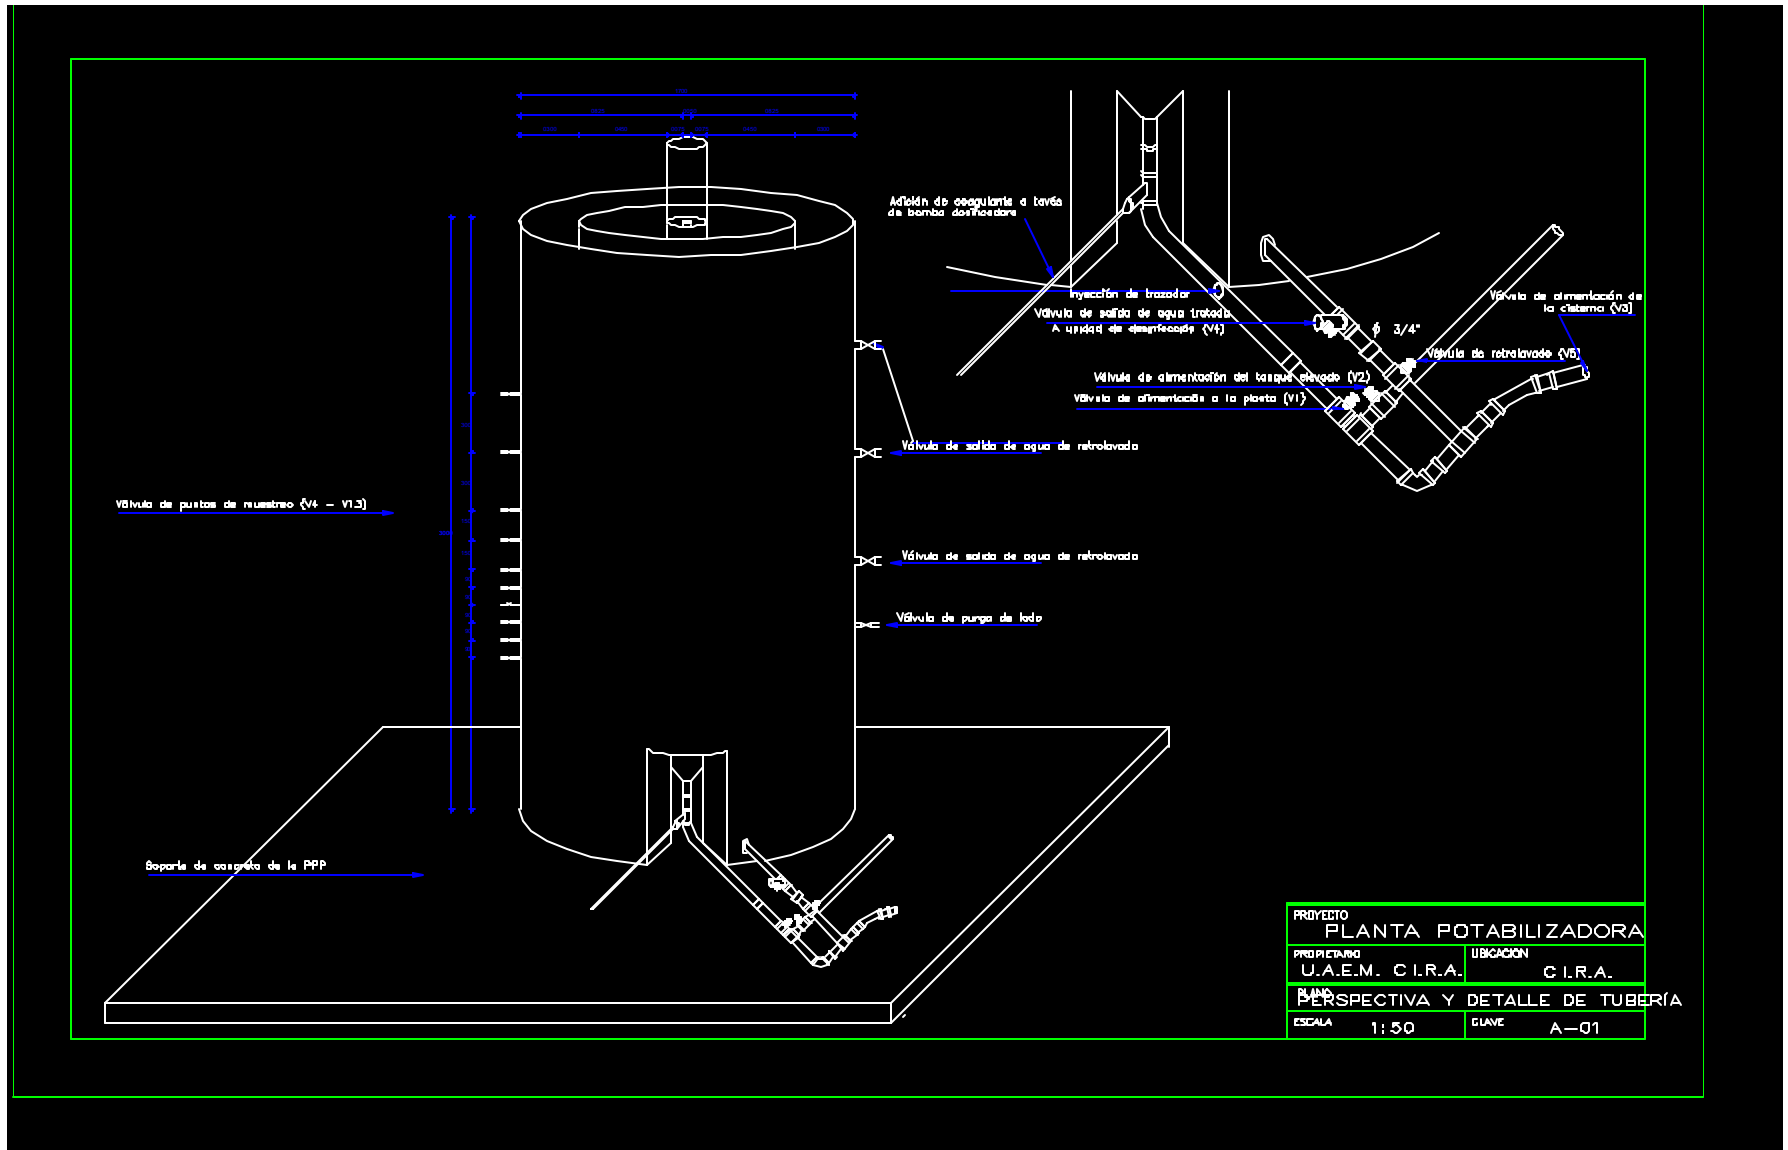 Adición de coagulante a tavés
de bomba dosificadora
Inyección de trazador
Válvula de salida de agua tratada
A unidad de desinfección (V4)
Válvula de alimentación de
la cisterna (V3)
ϕ 3/4"
Válvula de retrolavado (V5)
Válvula de alimentación del tanque elevado (V2)
Válvula de alimentación a la planta (V1)
Válvula de salida de agua de retrolavado
Válvula de puntos de muestreo (V4 - V13)
Válvula de salida de agua de retrolavado
Válvula de purga de lodo
Soporte de concreto de la PPP
PROYECTO
PLANTA POTABILIZADORA
PROPIETARIO
U.A.E.M. C.I.R.A.
UBICACIÓN
C.I.R.A.
PLANO
PERSPECTIVA Y DETALLE DE TUBERÍA
ESCALA
1:50
CLAVE
A-01